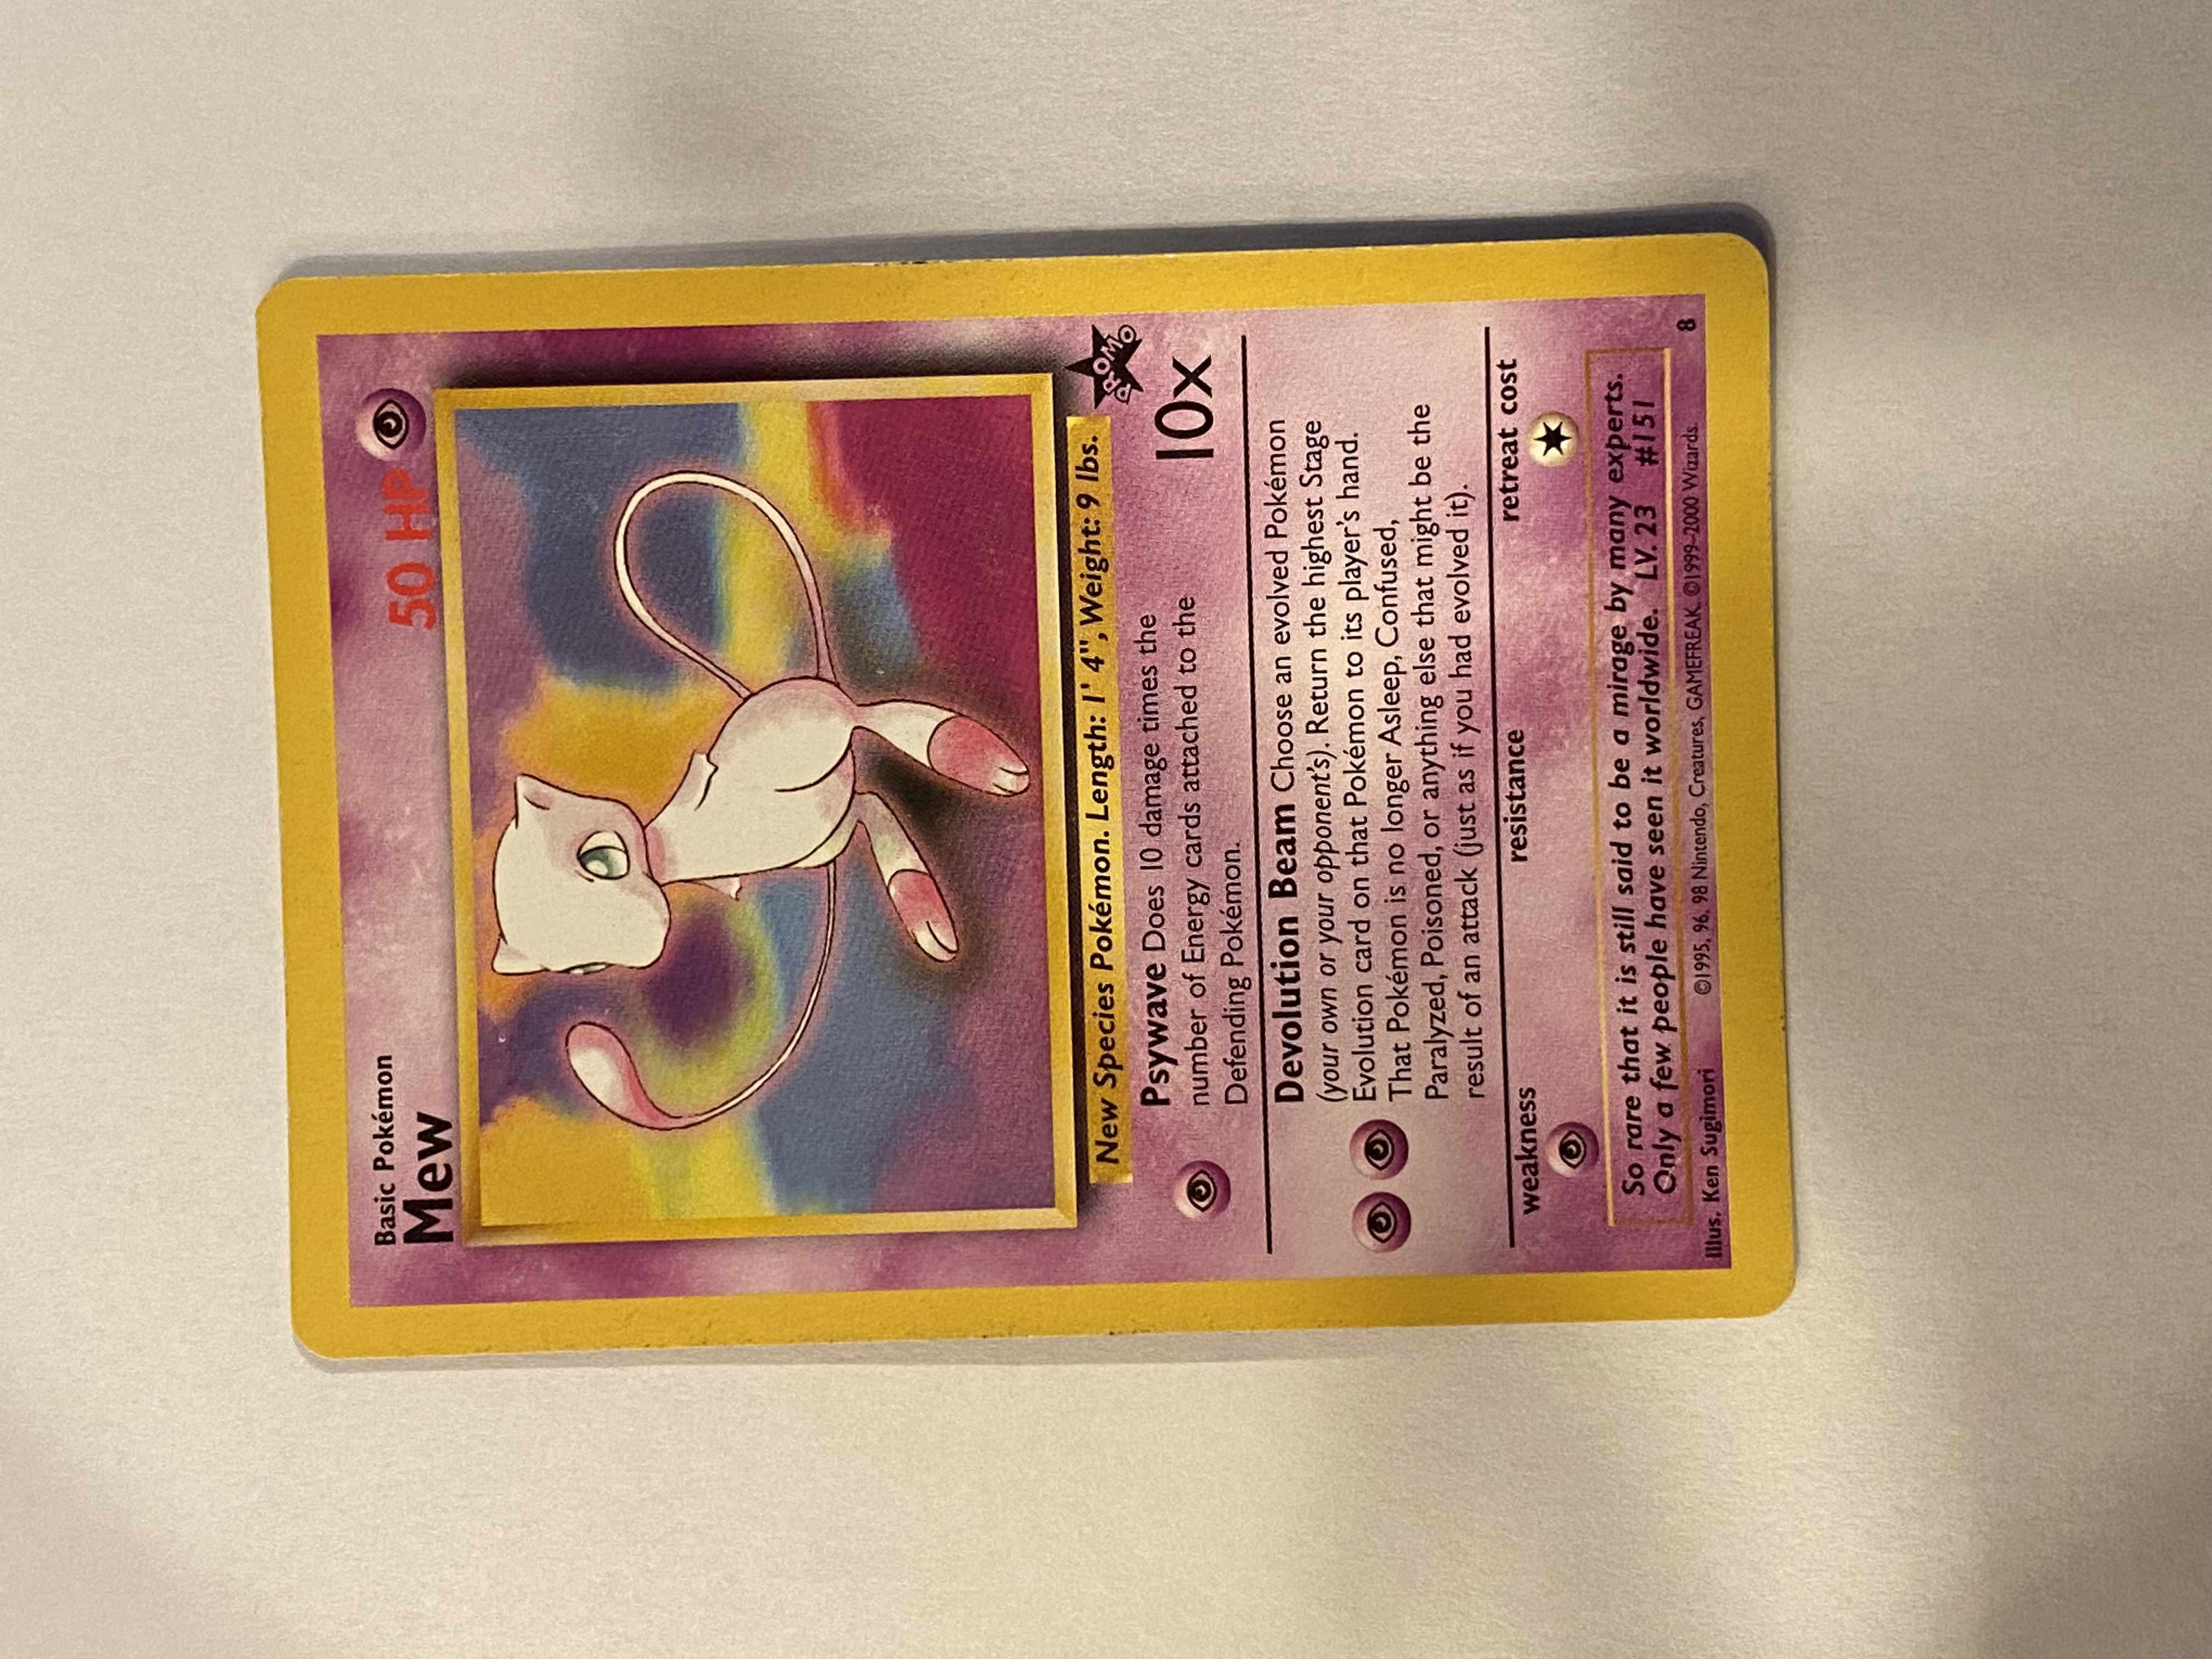 Basic Pokémon
Mew
50 HP
New Species Pokémon. Length: 1' 4", Weight: 9 lbs.
PROMO
Psywave Does 10 damage times the
number of Energy cards attached to the
Defending Pokémon.
10x
Devolution Beam Choose an evolved Pokémon
(your own or your opponent's). Return the highest Stage
Evolution card on that Pokémon to its player's hand.
That Pokémon is no longer Asleep, Confused,
Paralyzed, Poisoned, or anything else that might be the
result of an attack (just as if you had evolved it).
weakness resistance retreat cost
So rare that it is still said to be a mirage by many experts.
Only a few people have seen it worldwide. LV. 23 #151
Illus. Ken Sugimori ©1995, 96, 98 Nintendo, Creatures, GAMEFREAK. ©1999–2000 Wizards. 8